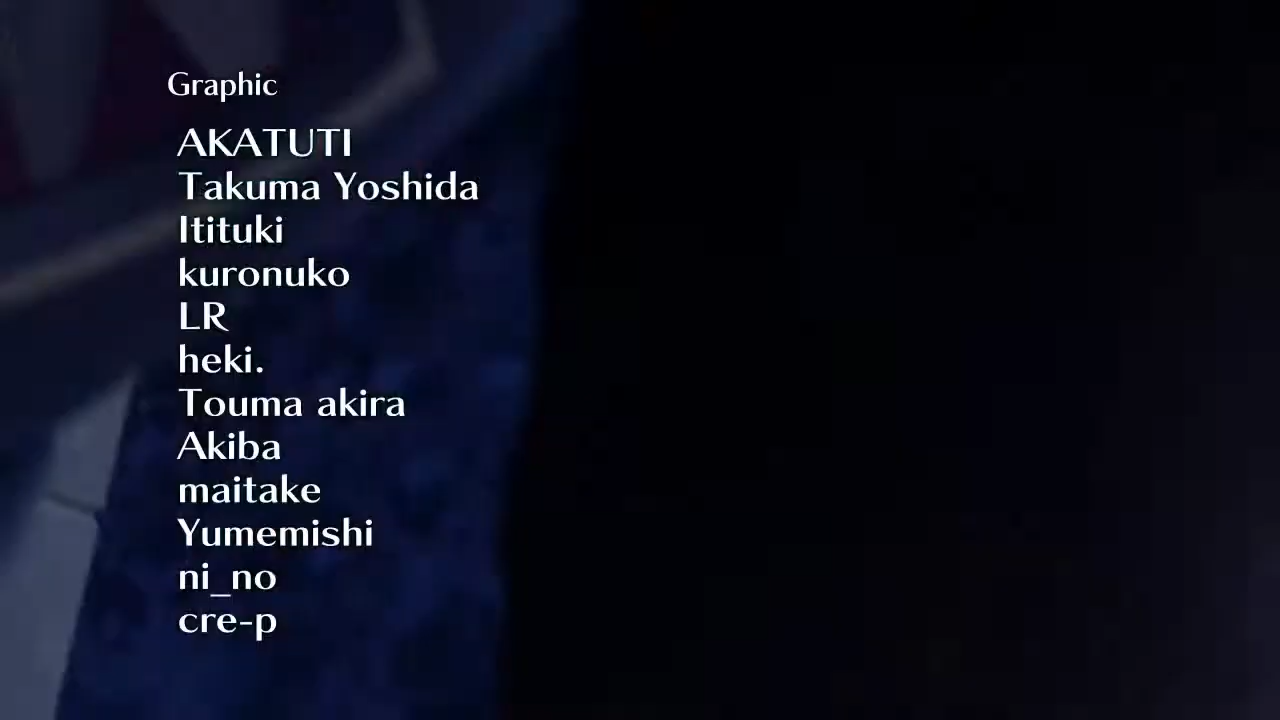 Graphic
AKATUTI
Takuma Yoshida
Itituki
kuronuko
LR
heki.
Touma akira
Akiba
maitake
Yumemishi
ni_no
cre-p